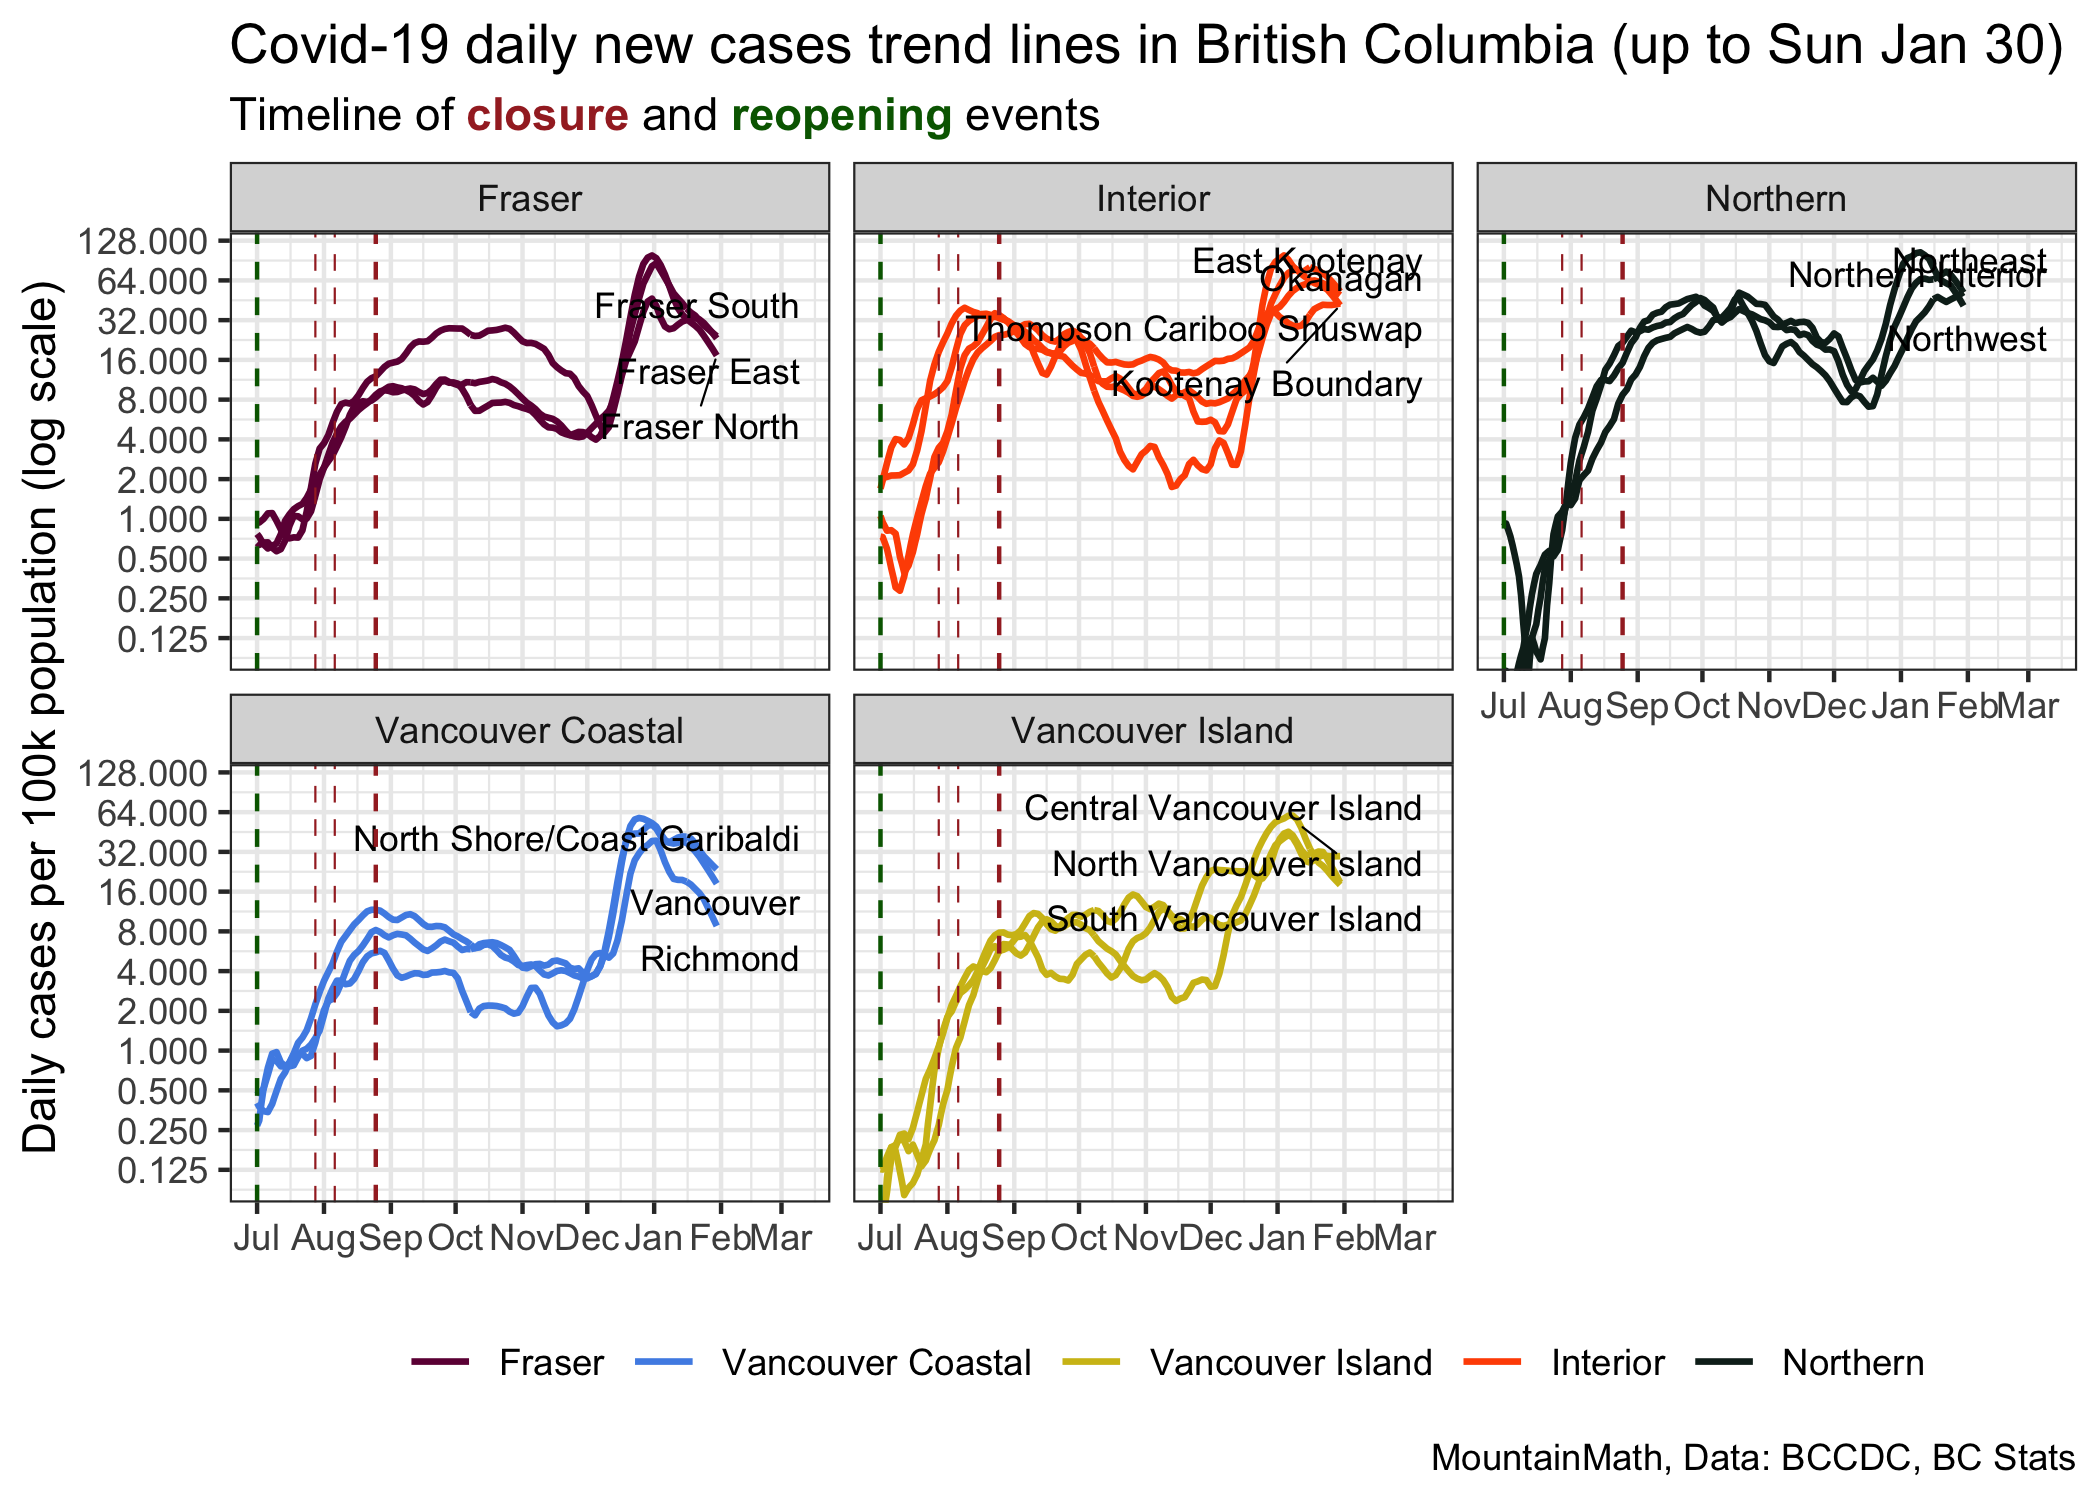 Covid-19 daily new cases trend lines in British Columbia (up to Sun Jan 30)
Timeline of closure and reopening events
Daily cases per 100k population (log scale)
Fraser
128.000
64.000
32.000
16.000
8.000
4.000
2.000
1.000
0.500
0.250
0.125
Fraser South
Fraser East
Fraser North
Interior
East Kootenay
Okanagan
Thompson Cariboo Shuswap
Kootenay Boundary
Northern
Northeast
Northern Interior
Northwest
Jul Aug Sep Oct Nov Dec Jan Feb Mar
Vancouver Coastal
128.000
64.000
32.000
16.000
8.000
4.000
2.000
1.000
0.500
0.250
0.125
North Shore/Coast Garibaldi
Vancouver
Richmond
Jul Aug Sep Oct Nov Dec Jan Feb Mar
Vancouver Island
Central Vancouver Island
North Vancouver Island
South Vancouver Island
Jul Aug Sep Oct Nov Dec Jan Feb Mar
Fraser Vancouver Coastal Vancouver Island Interior Northern
MountainMath, Data: BCCDC, BC Stats